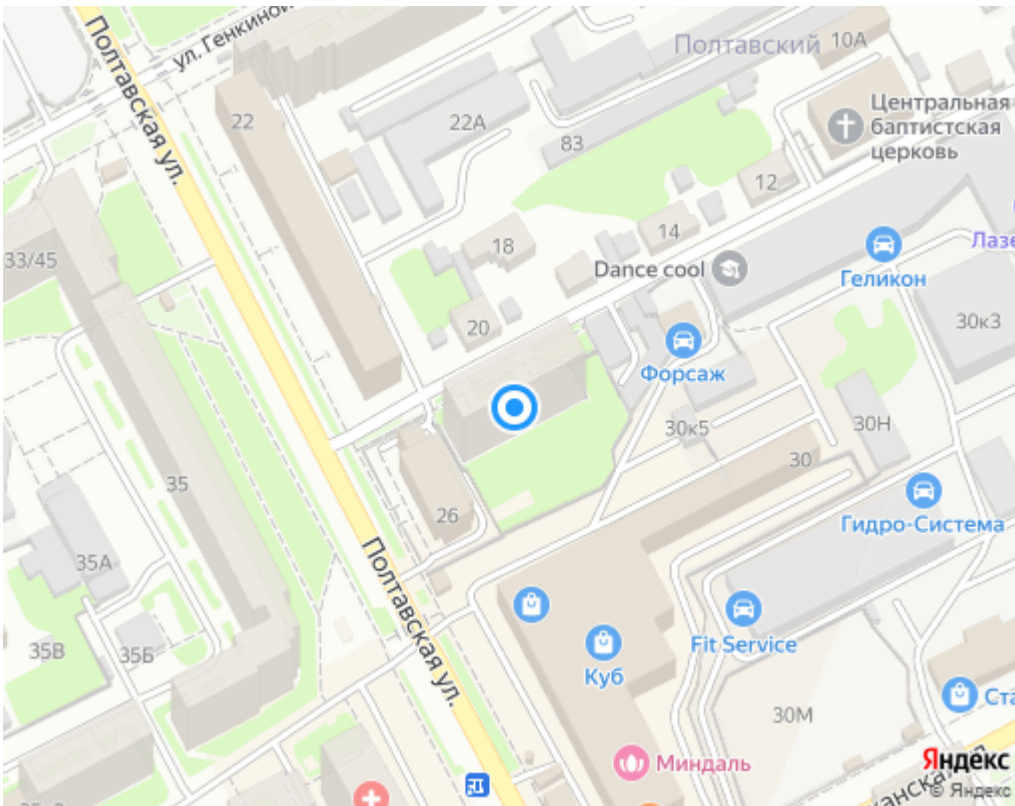 ул. Генкиной
Полтавская ул.
Полтавский
10А
22
22А
83
Центральная
баптистская
церковь
12
14
18
33/45
Dance cool
Геликон
20
30к3
Форсаж
30к5
30Н
30
35
26
Гидро-Система
35А
Полтавская ул.
Fit Service
35В
35Б
Куб
30М
Миндаль
Яндекс
© Яндекс